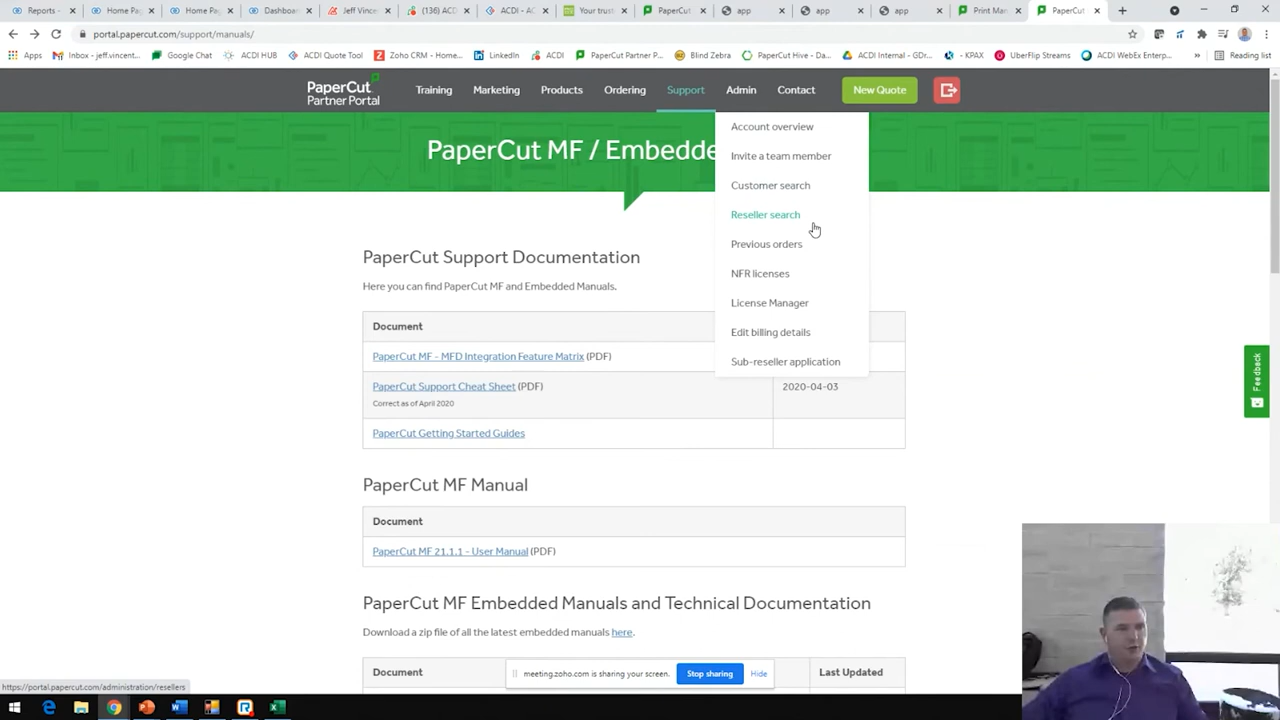 Reports -
Home Pag
Home Pag
Dashboa
Jeff Vince
(136) AC
ACDI - AC
Your trust
PaperCut
app
app
app
Print Ma
PaperCut
portal.papercut.com/support/manuals/
Apps
Inbox - jeff.vincent...
Google Chat
ACDI HUB
ACDI Quote Tool
Zoho CRM - Home...
LinkedIn
ACDI
PaperCut Partner P...
Blind Zebra
PaperCut Hive - Da...
ACDI Internal - GDr...
- KPAX
UberFlip Streams
ACDI WebEx Enterp...
Reading list
PaperCut
Partner Portal
Training
Marketing
Products
Ordering
Support
Admin
Contact
New Quote
PaperCut MF / Embedde
Account overview
Invite a team member
Customer search
Reseller search
Previous orders
NFR licenses
License Manager
Edit billing details
Sub-reseller application
PaperCut Support Documentation
Here you can find PaperCut MF and Embedded Manuals.
Document
PaperCut MF - MFD Integration Feature Matrix (PDF)
PaperCut Support Cheat Sheet (PDF)
2020-04-03
Correct as of April 2020
PaperCut Getting Started Guides
Feedback
PaperCut MF Manual
Document
PaperCut MF 21.1.1 - User Manual (PDF)
PaperCut MF Embedded Manuals and Technical Documentation
Download a zip file of all the latest embedded manuals here.
Document
Last Updated
meeting.zoho.com is sharing your screen.
Stop sharing
Hide
https://portal.papercut.com/administration/resellers